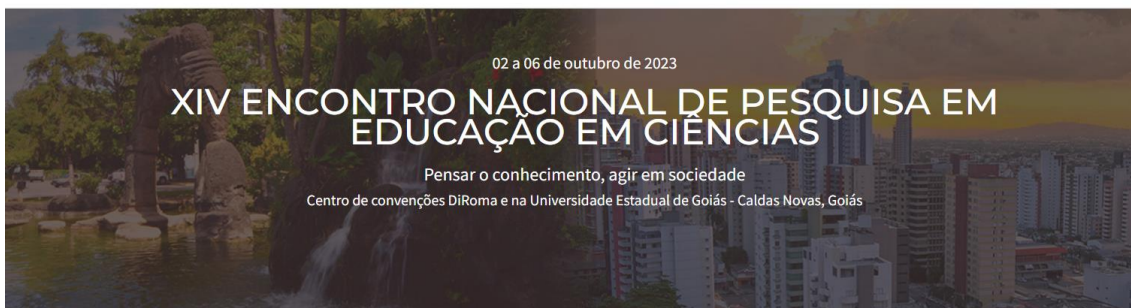 02 a 06 de outubro de 2023
XIV ENCONTRO NACIONAL DE PESQUISA EM
EDUCAÇÃO EM CIÊNCIAS
Pensar o conhecimento, agir em sociedade
Centro de convenções DiRoma e na Universidade Estadual de Goiás - Caldas Novas, Goiás